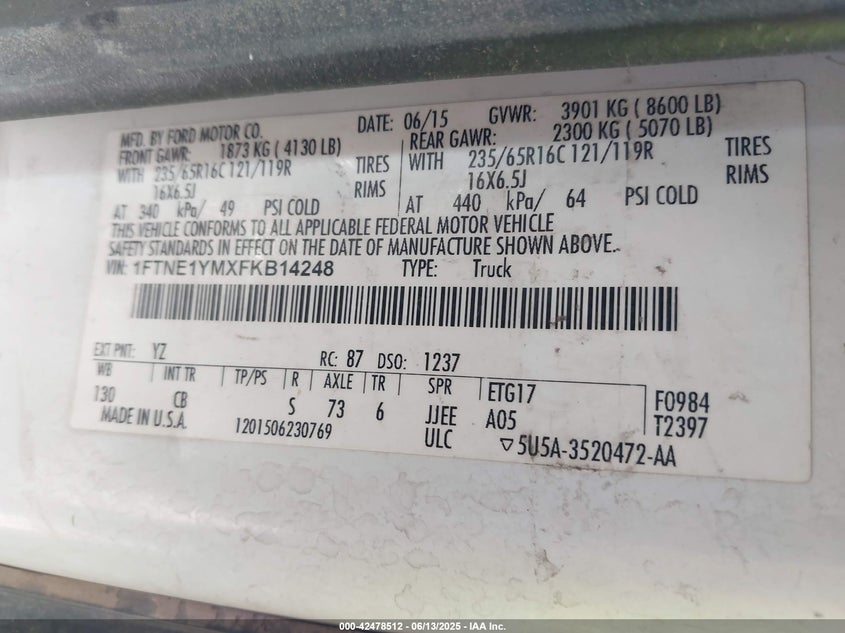 MFD. BY FORD MOTOR CO. DATE: 06/15 GVWR: 3901 KG ( 8600 LB)
FRONT GAWR: 1873 KG ( 4130 LB) REAR GAWR: 2300 KG ( 5070 LB)
WITH 235/65R16C 121/119R TIRES WITH 235/65R16C 121/119R TIRES
16X6.5J RIMS 16X6.5J RIMS
AT 340 kPa/ 49 PSI COLD AT 440 kPa/ 64 PSI COLD
THIS VEHICLE CONFORMS TO ALL APPLICABLE FEDERAL MOTOR VEHICLE
SAFETY STANDARDS IN EFFECT ON THE DATE OF MANUFACTURE SHOWN ABOVE.
VIN: 1FTNE1YMXFKB14248 TYPE: Truck
EXT PNT: YZ RC: 87 DSO: 1237
WB INT TR TP/PS R AXLE TR SPR ETG17 F0984
130 CB S 73 6 JJEE A05 T2397
MADE IN U.S.A. 1201506230769 ULC ▽5U5A-3520472-AA
000-42478512 - 06/13/2025 - IAA Inc.